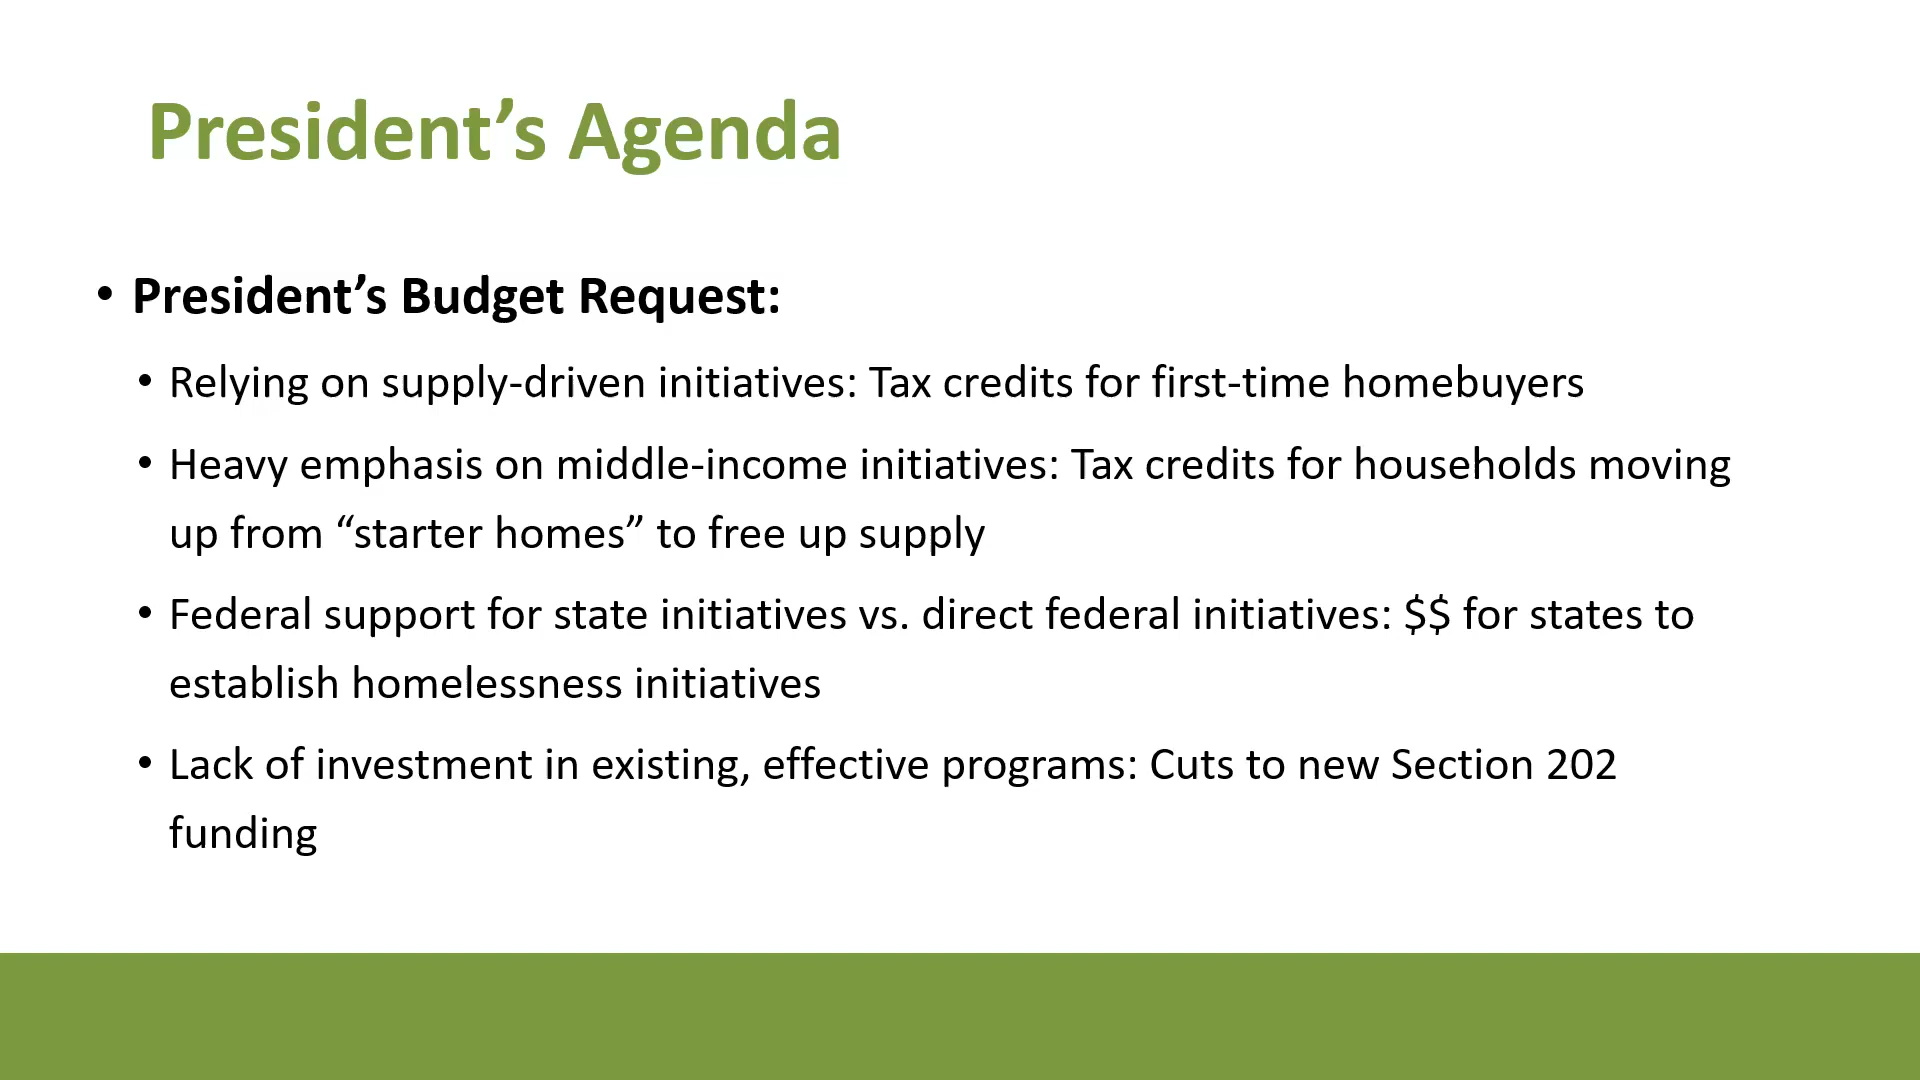 President’s Agenda
• President’s Budget Request:
• Relying on supply-driven initiatives: Tax credits for first-time homebuyers
• Heavy emphasis on middle-income initiatives: Tax credits for households moving
up from “starter homes” to free up supply
• Federal support for state initiatives vs. direct federal initiatives: $$ for states to
establish homelessness initiatives
• Lack of investment in existing, effective programs: Cuts to new Section 202
funding